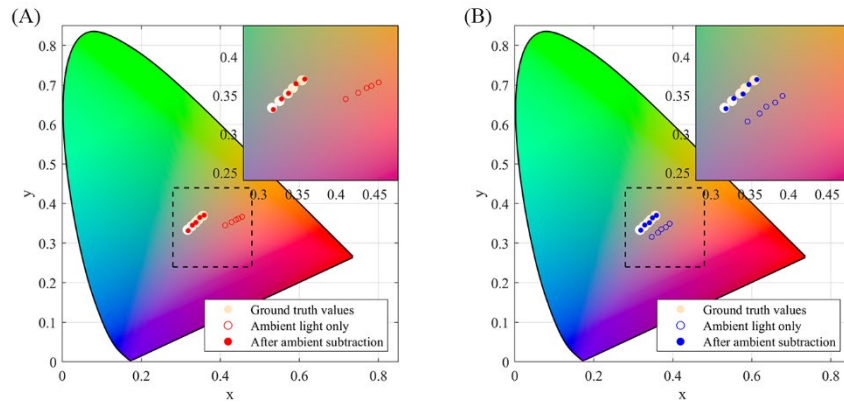 (A)
0.8
0.7
0.6
0.5
0.4
0.3
0.2
0.1
0
y
0 0.2 0.4 0.6 0.8
x
0.4
0.35
0.3
0.25
0.3 0.35 0.4 0.45
Ground truth values
Ambient light only
After ambient subtraction
(B)
0.8
0.7
0.6
0.5
0.4
0.3
0.2
0.1
0
y
0 0.2 0.4 0.6 0.8
x
0.4
0.35
0.3
0.25
0.3 0.35 0.4 0.45
Ground truth values
Ambient light only
After ambient subtraction